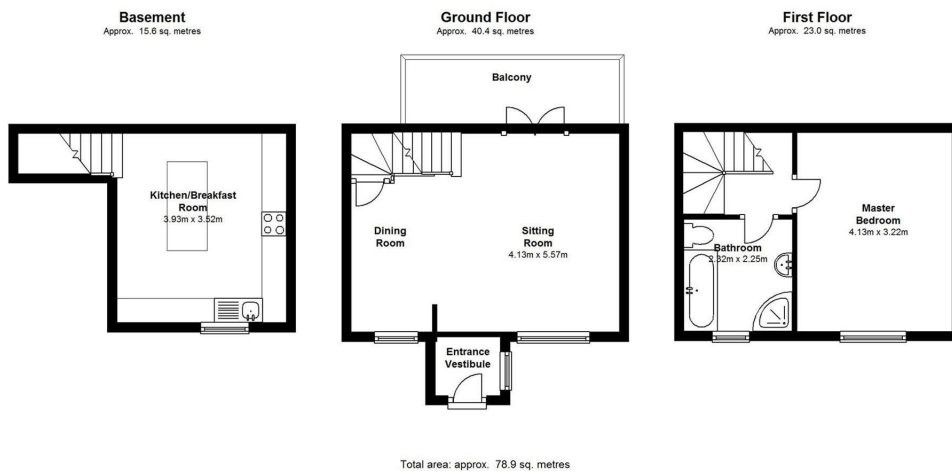 Basement
Approx. 15.6 sq. metres
Kitchen/Breakfast
Room
3.93m x 3.52m
Ground Floor
Approx. 40.4 sq. metres
Balcony
Dining
Room
Sitting
Room
4.13m x 5.57m
Entrance
Vestibule
First Floor
Approx. 23.0 sq. metres
Master
Bedroom
4.13m x 3.22m
Bathroom
2.32m x 2.25m
Total area: approx. 78.9 sq. metres